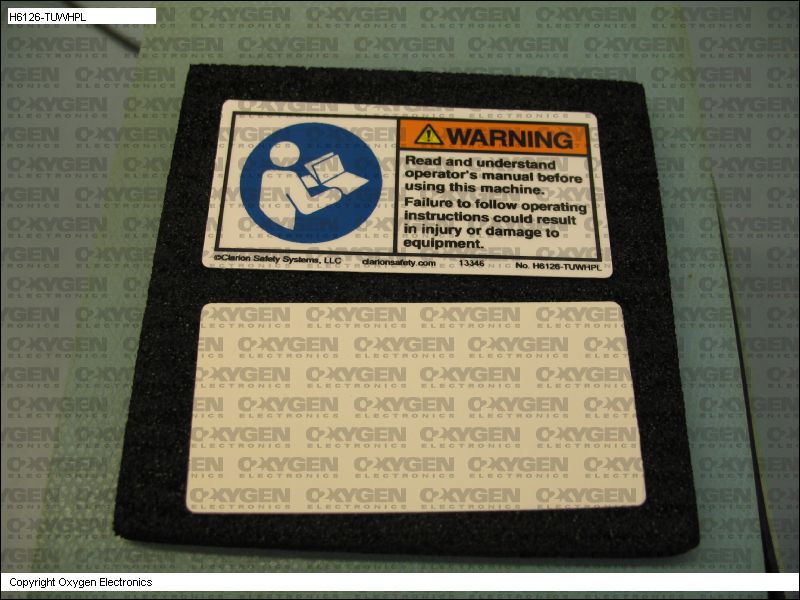 H6126-TUWHPL
WARNING
Read and understand
operator's manual before
using this machine.
Failure to follow operating
instructions could result
in injury or damage to
equipment.
©Clarion Safety Systems, LLC clarionsafety.com 13346 No. H6126-TUWHPL
OXYGEN
ELECTRONICS
Copyright Oxygen Electronics